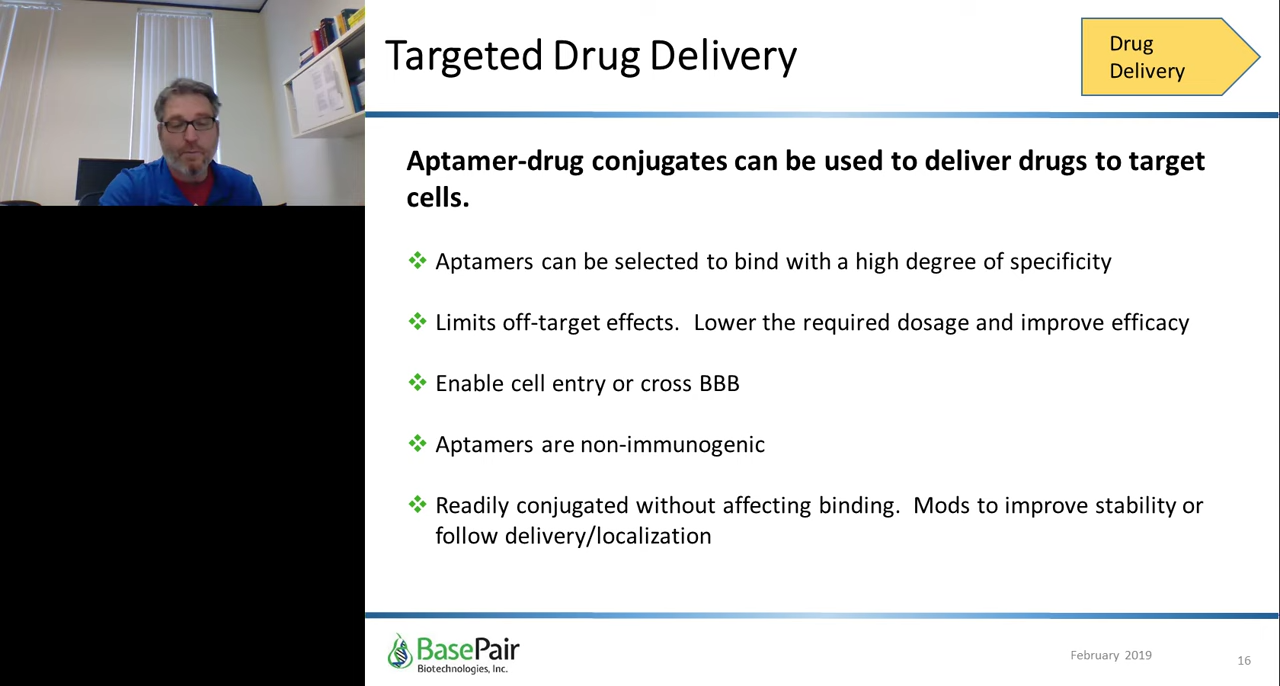 Targeted Drug Delivery
Drug
Delivery
Aptamer-drug conjugates can be used to deliver drugs to target
cells.
Aptamers can be selected to bind with a high degree of specificity
Limits off-target effects.  Lower the required dosage and improve efficacy
Enable cell entry or cross BBB
Aptamers are non-immunogenic
Readily conjugated without affecting binding.  Mods to improve stability or
follow delivery/localization
BasePair
Biotechnologies, Inc.
February 2019
16